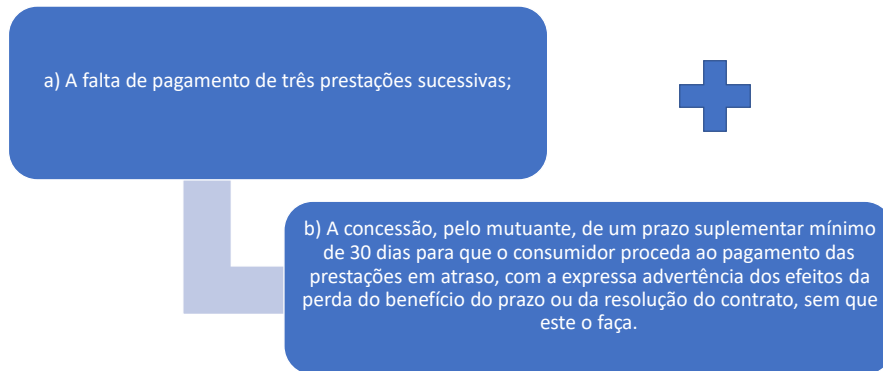 a) A falta de pagamento de três prestações sucessivas;
b) A concessão, pelo mutuante, de um prazo suplementar mínimo
de 30 dias para que o consumidor proceda ao pagamento das
prestações em atraso, com a expressa advertência dos efeitos da
perda do benefício do prazo ou da resolução do contrato, sem que
este o faça.